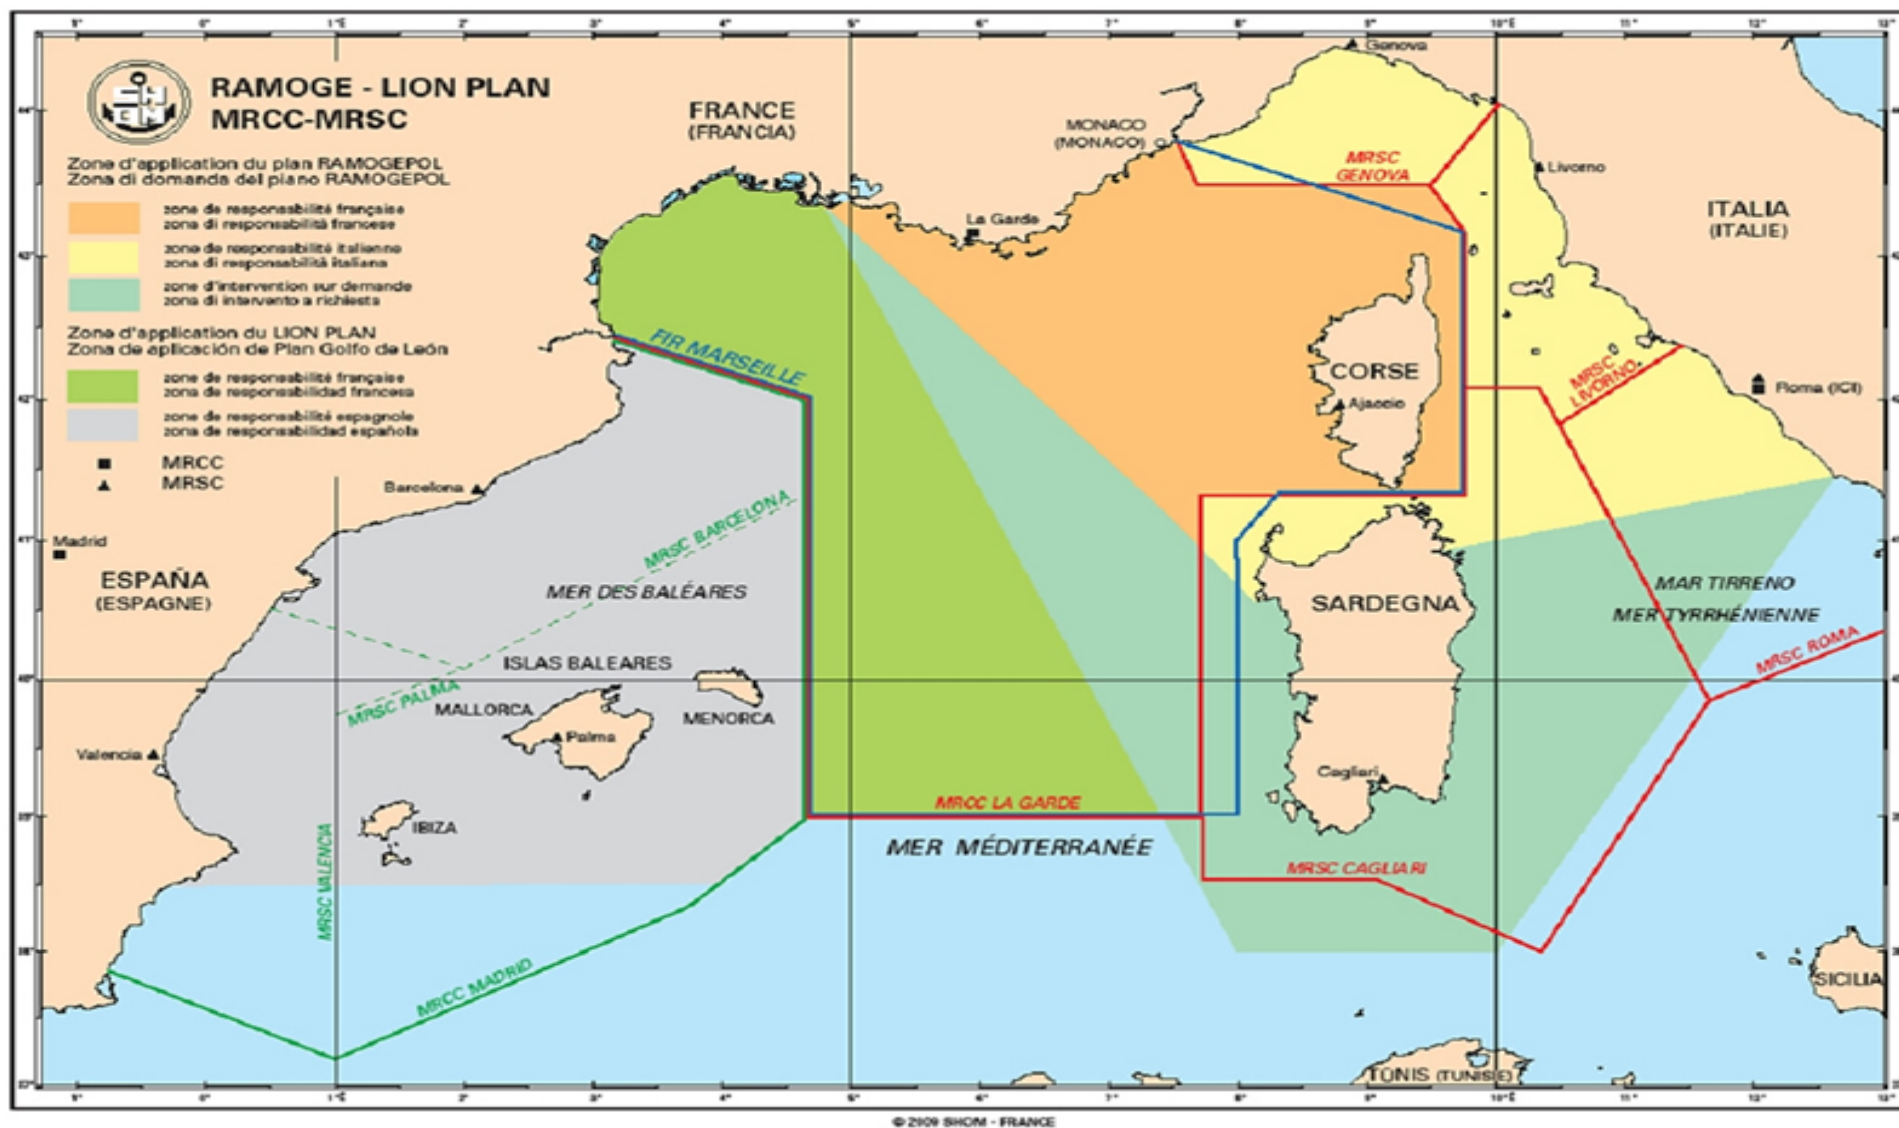 RAMOGE - LION PLAN
MRCC-MRSC
Zone d'application du plan RAMOGEPOL
Zona di domanda del piano RAMOGEPOL
zone de responsabilité française
zona di responsabilità francese
zone de responsabilité italienne
zona di responsabilità italiana
zone d'intervention sur demande
zona di intervento a richiesta
Zone d'application du LION PLAN
Zona de aplicación de Plan Golfo de León
zone de responsabilité française
zona de responsabilidad francesa
zone de responsabilité espagnole
zona de responsabilidad española
MRCC
MRSC
FRANCE
(FRANCIA)
MONACO
(MONACO)
Genova
MRSC
GENOVA
Livorno
ITALIA
(ITALIE)
La Garde
FIR MARSEILLE
CORSE
Ajaccio
MRSC
LIVORNO
Roma (ICI)
Barcelona
MRSC BARCELONA
Madrid
ESPAÑA
(ESPAGNE)
MER DES BALÉARES
SARDEGNA
MAR TIRRENO
MER TYRRHÉNIENNE
MRSC ROMA
ISLAS BALEARES
MRSC PALMA
MALLORCA
MENORCA
Palma
Valencia
Cagliari
IBIZA
MRCC LA GARDE
MER MÉDITERRANÉE
MRSC CAGLIARI
MRSC VALENCIA
MRCC MADRID
SICILIA
TUNIS (TUNISIE)
© 2009 SHOM - FRANCE